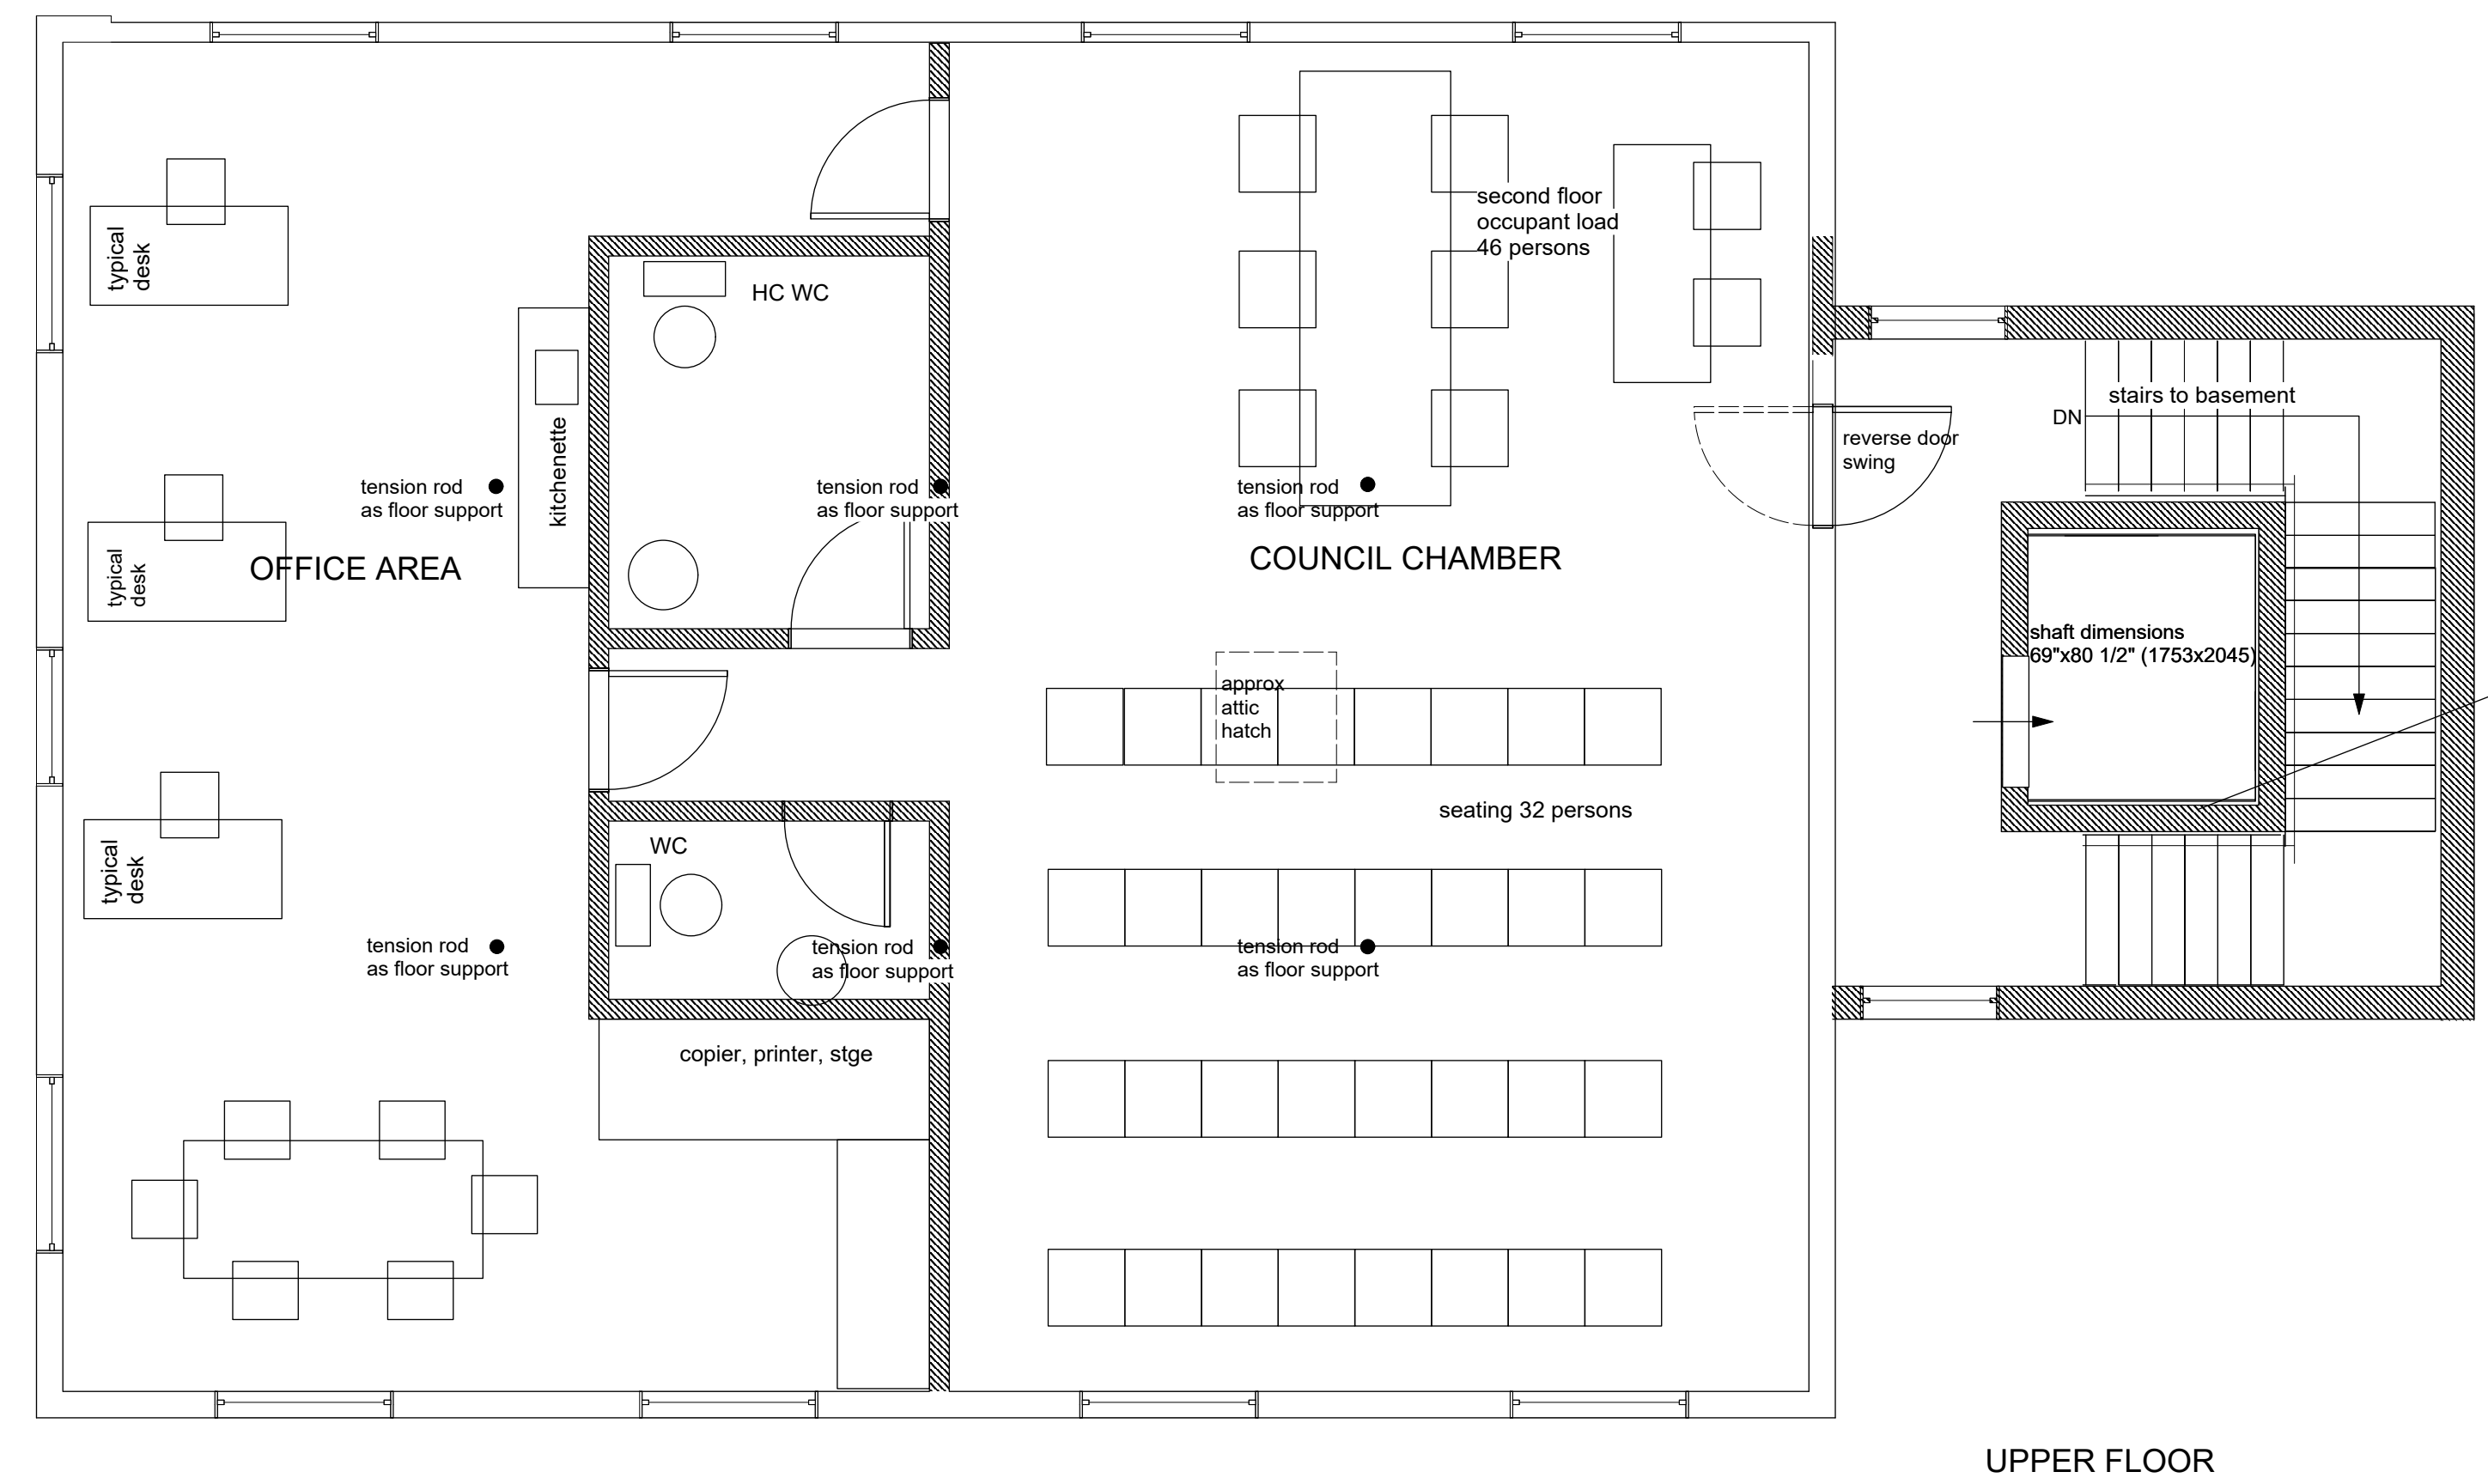 second floor
occupant load
46 persons
HC WC
typical
desk
stairs to basement
DN
reverse door
swing
kitchenette
tension rod
as floor support
tension rod
as floor support
tension rod
as floor support
typical
desk
OFFICE AREA
COUNCIL CHAMBER
shaft dimensions
69"x80 1/2" (1753x2045)
approx
attic
hatch
seating 32 persons
WC
typical
desk
tension rod
as floor support
tension rod
as floor support
tension rod
as floor support
copier, printer, stge
UPPER FLOOR